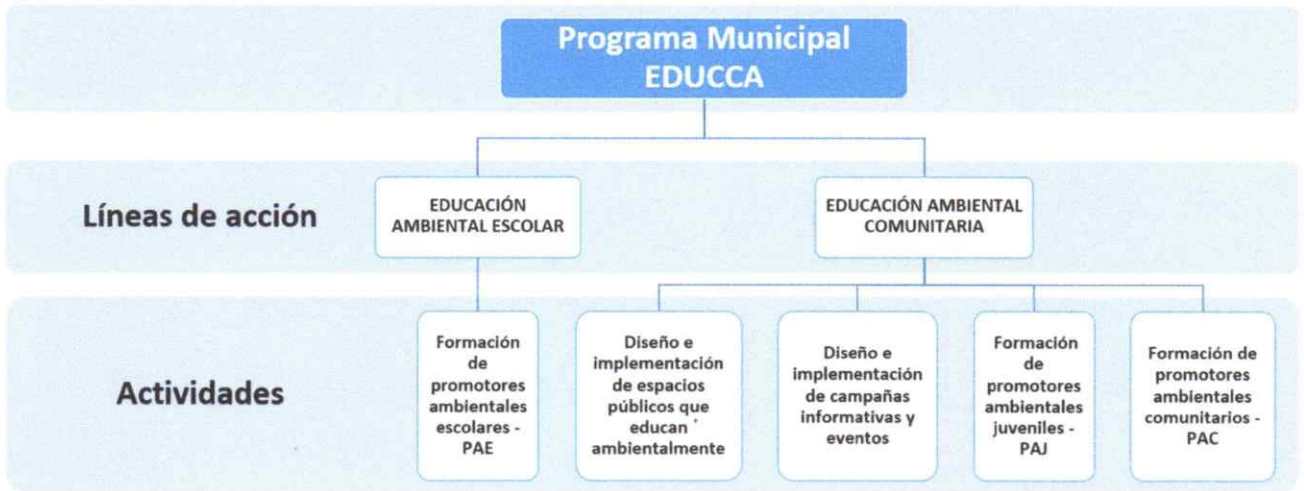 Programa Municipal
EDUCCA
Líneas de acción
EDUCACIÓN
AMBIENTAL ESCOLAR
EDUCACIÓN AMBIENTAL
COMUNITARIA
Actividades
Formación
de
promotores
ambientales
escolares -
PAE
Diseño e
implementación
de espacios
públicos que
educan
ambientalmente
Diseño e
implementación
de campañas
informativas y
eventos
Formación
de
promotores
ambientales
juveniles -
PAJ
Formación de
promotores
ambientales
comunitarios -
PAC